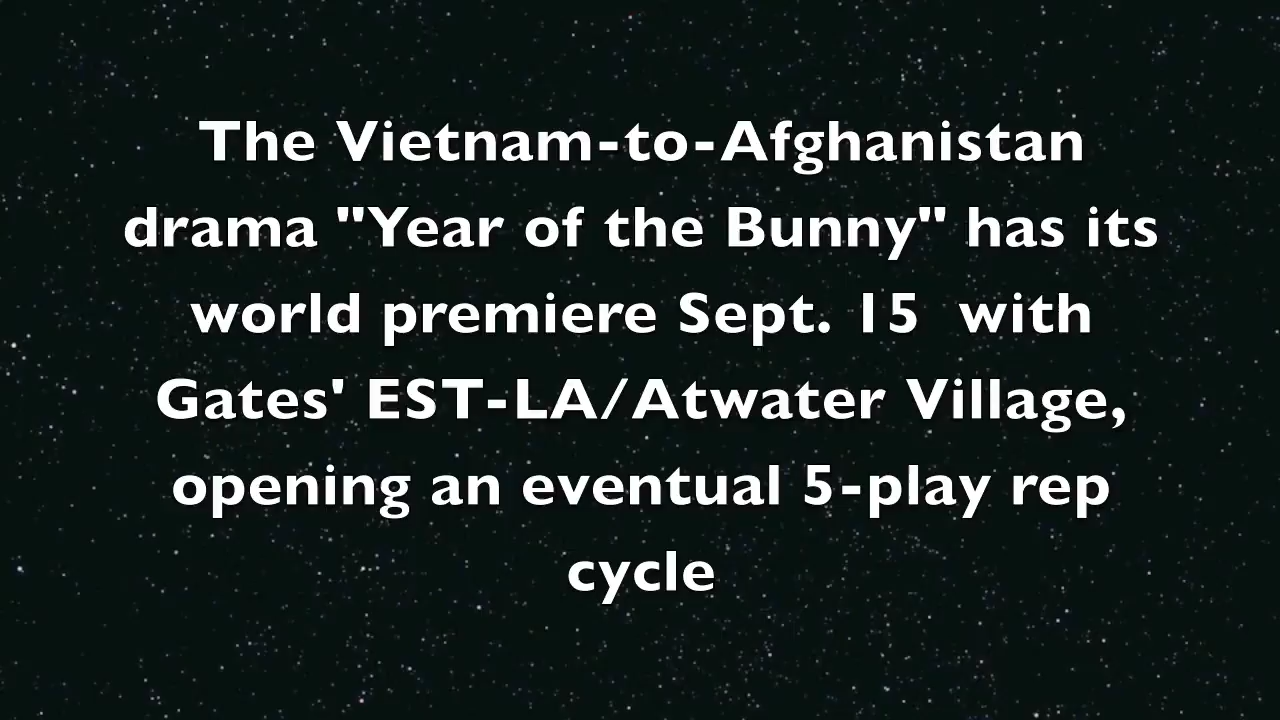 The Vietnam-to-Afghanistan
drama "Year of the Bunny" has its
world premiere Sept. 15  with
Gates' EST-LA/Atwater Village,
opening an eventual 5-play rep
cycle